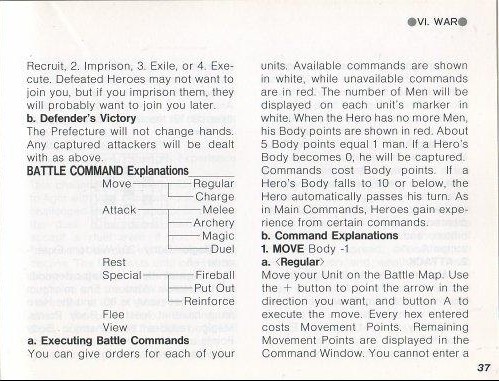 ●VI. WAR●
Recruit, 2. Imprison, 3. Exile, or 4. Exe-
cute. Defeated Heroes may not want to
join you, but if you imprison them, they
will probably want to join you later.
b. Defender's Victory
The Prefecture will not change hands.
Any captured attackers will be dealt
with as above.
BATTLE COMMAND Explanations
Move Regular
Charge
Attack Melee
Archery
Magic
Duel
Rest
Special Fireball
Put Out
Reinforce
Flee
View
a. Executing Battle Commands
You can give orders for each of your
units. Available commands are shown
in white, while unavailable commands
are in red. The number of Men will be
displayed on each unit's marker in
white. When the Hero has no more Men,
his Body points are shown in red. About
5 Body points equal 1 man. If a Hero's
Body becomes 0, he will be captured.
Commands cost Body points. If a
Hero's Body falls to 10 or below, the
Hero automatically passes his turn. As
in Main Commands, Heroes gain expe-
rience from certain commands.
b. Command Explanations
1. MOVE Body -1
a. <Regular>
Move your Unit on the Battle Map. Use
the + button to point the arrow in the
direction you want, and button A to
execute the move. Every hex entered
costs Movement Points. Remaining
Movement Points are displayed in the
Command Window. You cannot enter a
37